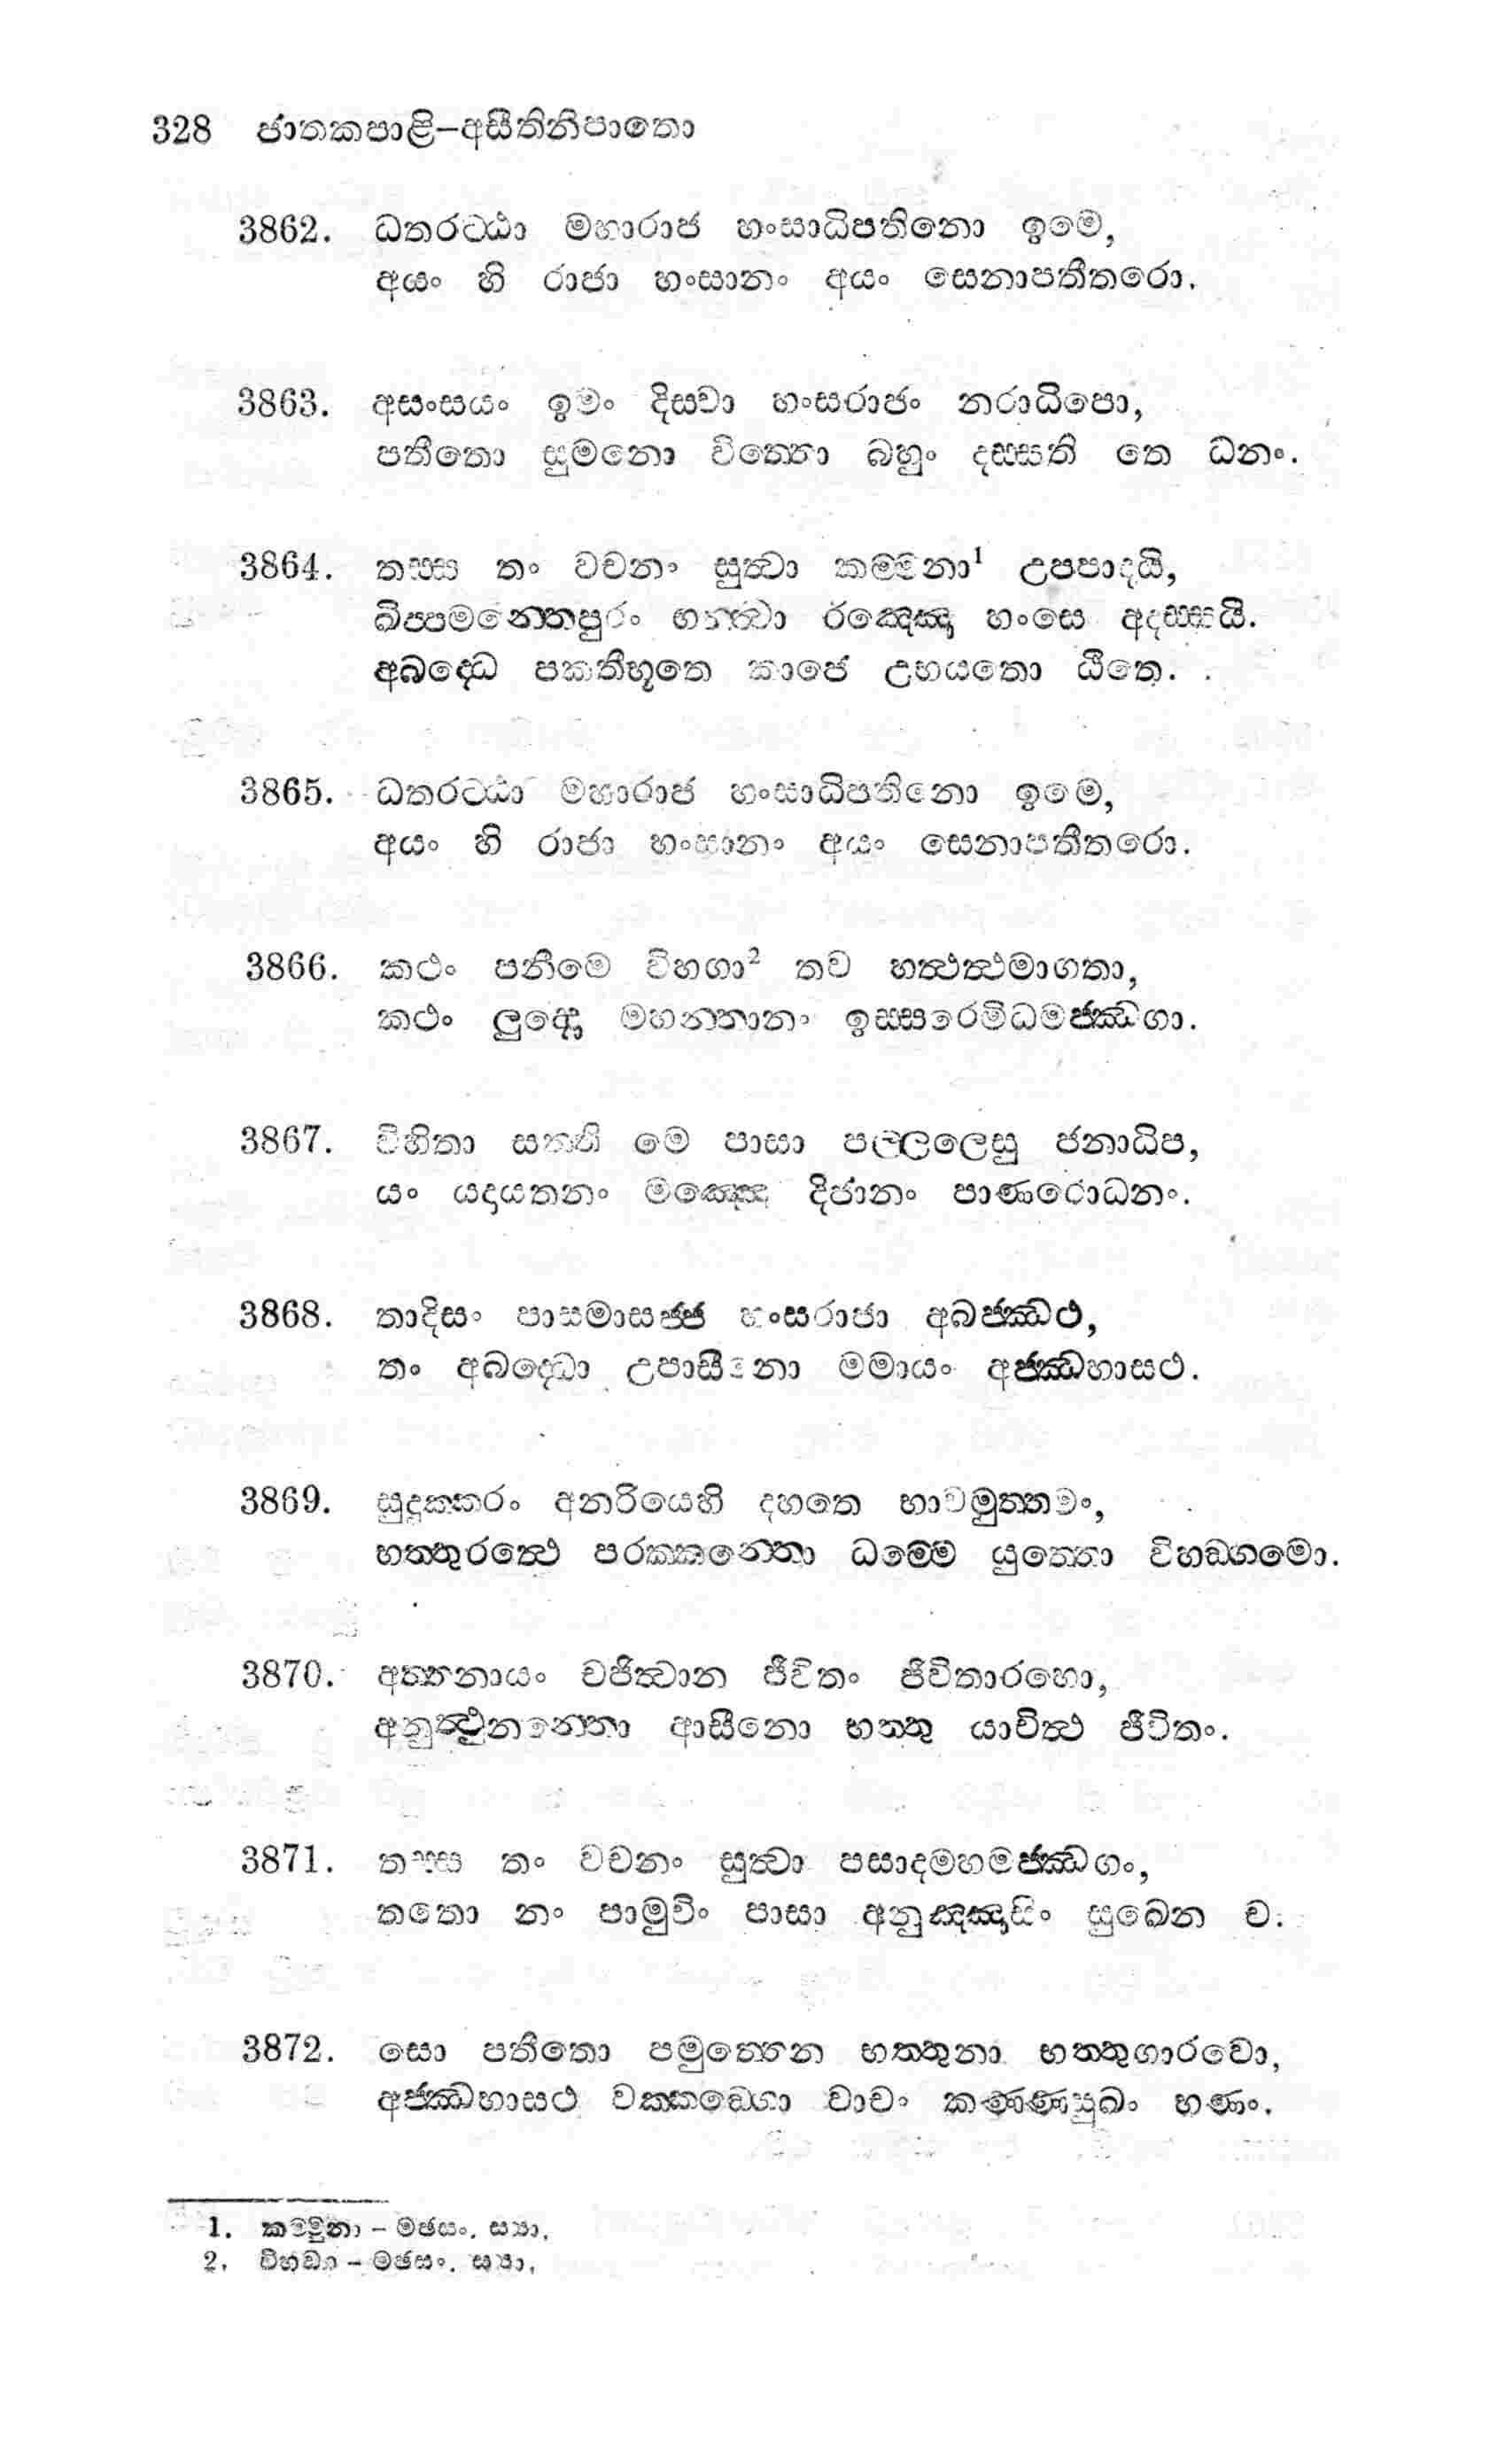 328 ජාතකපාළි–අසීතිනිපාතො
3862. ධතරට්ඨා මහාරාජ හංසාධිපතිනො ඉමෙ,
අයං හි රාජා හංසානං අයං සෙනාපතීතරො.
3863. අසංසයං ඉමං දිස්වා හංසරාජං නරාධිපො,
පතීතො සුමනො විත්තො බහුං දස්සති තෙ ධනං.
3864. තස්ස තං වචනං සුත්වා කම්මනා1 උපපාදයි,
ඛිප්පමන්තෙපුරං ගන්ත්වා රඤ්ඤො හංසෙ අදස්සයි.
අබද්ධෙ පකතීභූතෙ කාජෙ උභයතො ඨීතෙ.
3865. ධතරට්ඨා මහාරාජ හංසාධිපතිනො ඉමෙ,
අයං හි රාජා හංසානං අයං සෙනාපතීතරො.
3866. කථං පනීමෙ විහගා2 තව හත්ථත්ථමාගතා,
කථං ලුද්දො මහන්තානං ඉස්සරෙමිධමජ්ඣගා.
3867. විහිතා සන්ති මෙ පාසා පල්ලලෙසු ජනාධිප,
යං යදායතනං මඤ්ඤෙ දිජානං පාණරොධනං.
3868. තාදිසං පාසමාසජ්ජ හංසරාජා අබජ්ඣථ,
තං අබද්ධො උපාසීනො මමායං අජ්ඣභාසථ.
3869. සුදුක්කරං අනරියෙහි දහතෙ භාවමුත්තමං,
භත්තුරත්ථෙ පරක්කන්තො ධම්මෙ යුත්තො විහඞ්ගමො.
3870. අත්තනායං චජිත්වාන ජීවිතං ජීවිතාරහො,
අනුත්ථුනන්තො ආසීනො භත්තු යාචිත්ථ ජීවිතං.
3871. තස්ස තං වචනං සුත්වා පසාදමහමජ්ඣගං,
තතො නං පාමුචිං පාසා අනුඤ්ඤාසිං සුඛෙන ච.
3872. සො පතීතො පමුත්තෙන භත්තුනා භත්තුගාරවො,
අජ්ඣභාසථ වක්කඞ්ගො වාචං කණ්ණසුඛං භණං.
1. කම්මුනා – මජසං. ස්‍යා.
2. විහඞ්ගා – මජසං. ස්‍යා.